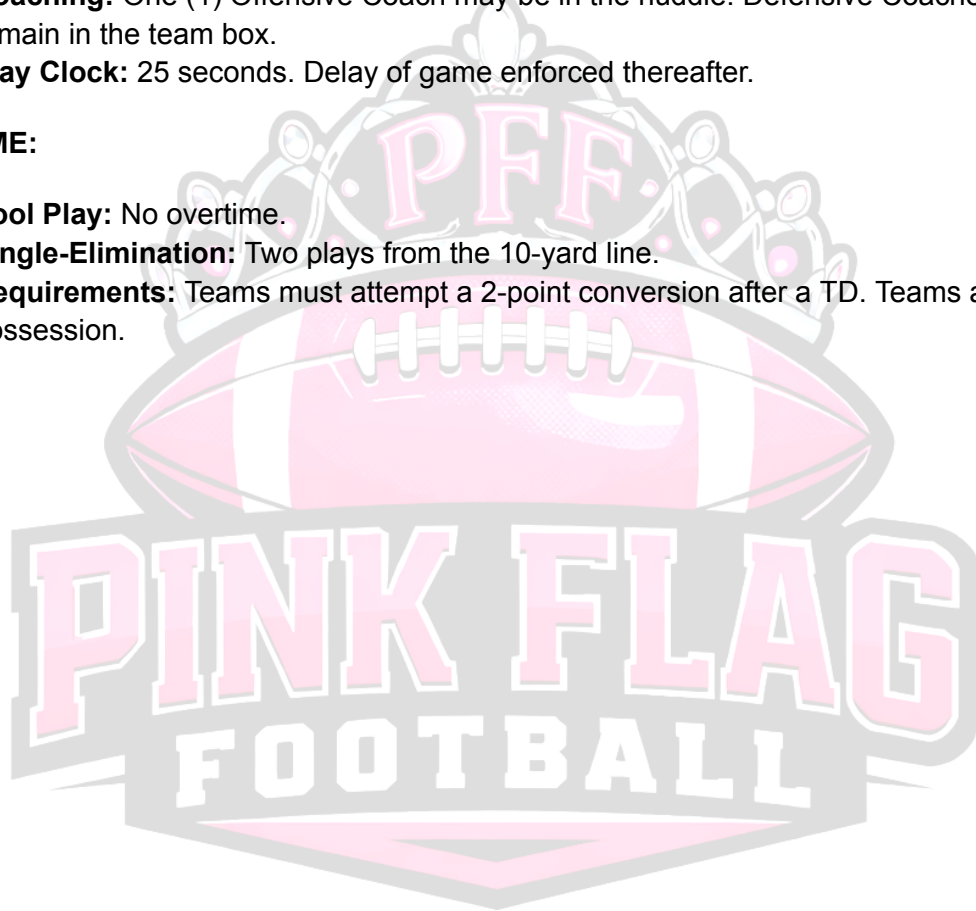 oaching: One (1) Offensive Coach may be in the huddle. Defensive Coache
main in the team box.
ay Clock: 25 seconds. Delay of game enforced thereafter.
ME:
ool Play: No overtime.
ngle-Elimination: Two plays from the 10-yard line.
equirements: Teams must attempt a 2-point conversion after a TD. Teams a
ossession.
PFF
PINK FLAG
FOOTBALL